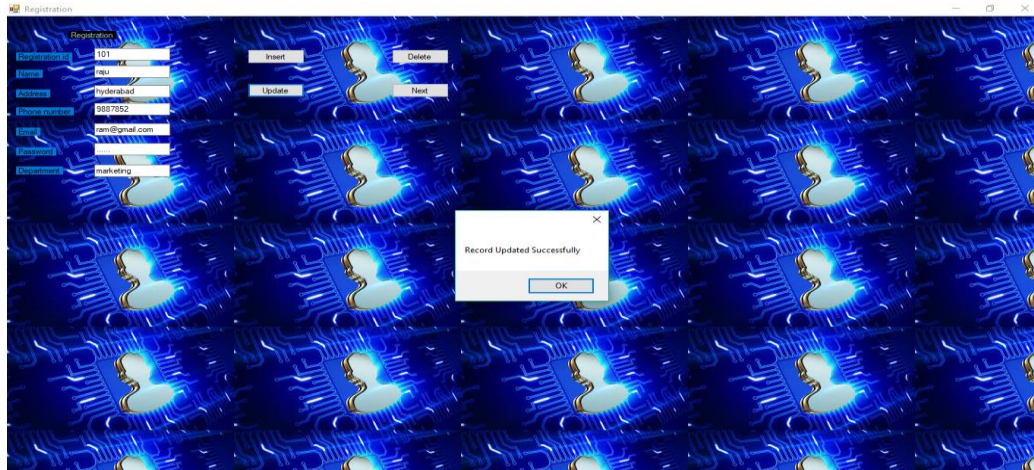 Registration
Registration
Registration id 101
Name raju
Address hyderabad
Phone number 9887852
Email ram@gmail.com
Password ......
Department marketing
Insert Delete
Update Next
Record Updated Successfully
OK